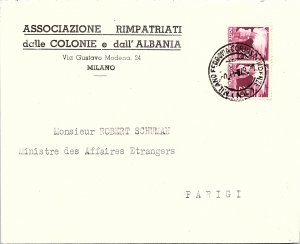 ASSOCIAZIONE RIMPATRIATI
dalle COLONIE e dall'ALBANIA
Via Gustavo Modena, 24
MILANO
Monsieur ROBERT SCHUMAN
Ministre des Affaires Etrangers
PARIGI